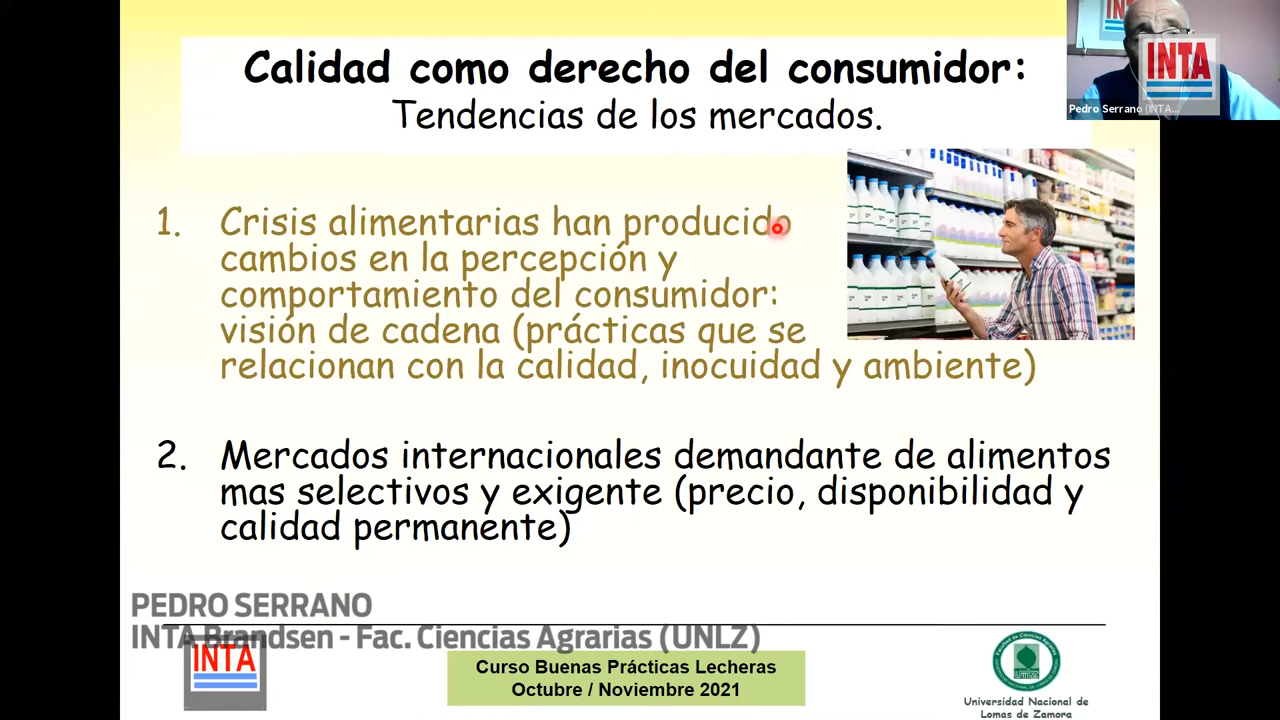 Calidad como derecho del consumidor:
Tendencias de los mercados.
INTA
Pedro Serrano (INTA...
1. Crisis alimentarias han producido
cambios en la percepción y
comportamiento del consumidor:
visión de cadena (prácticas que se
relacionan con la calidad, inocuidad y ambiente)
2. Mercados internacionales demandante de alimentos
mas selectivos y exigente (precio, disponibilidad y
calidad permanente)
PEDRO SERRANO
INTA Brandsen - Fac. Ciencias Agrarias (UNLZ)
INTA
Curso Buenas Prácticas Lecheras
Octubre / Noviembre 2021
Universidad Nacional de
Lomas de Zamora